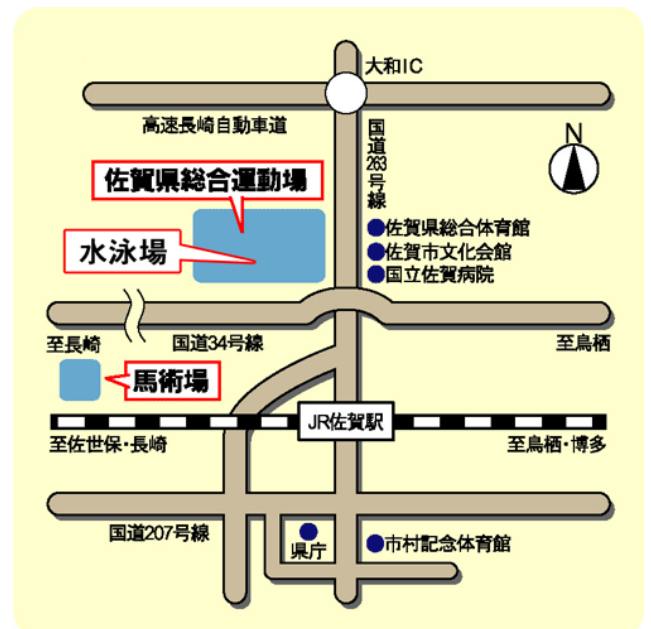 大和IC
高速長崎自動車道
国道263号線
N
佐賀県総合運動場
水泳場
佐賀県総合体育館
佐賀市文化会館
国立佐賀病院
至長崎
国道34号線
至鳥栖
馬術場
JR佐賀駅
至佐世保・長崎
至鳥栖・博多
国道207号線
県庁
市村記念体育館